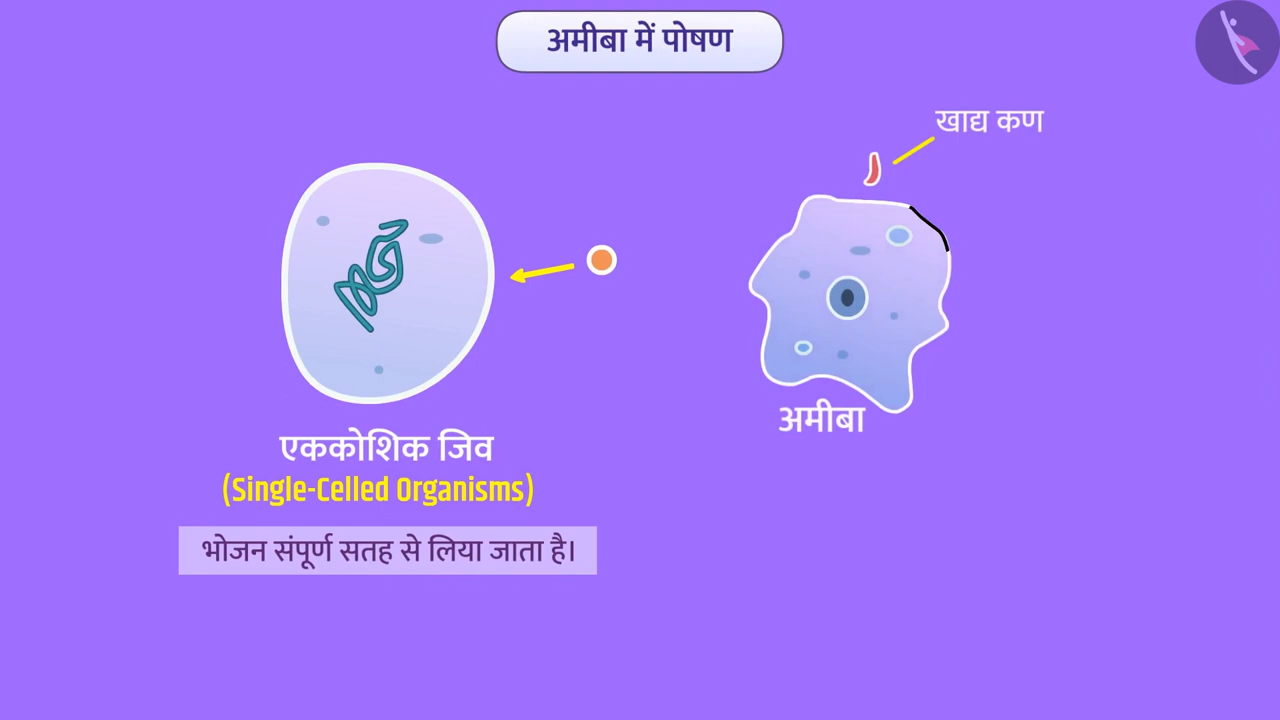 अमीबा में पोषण
खाद्य कण
अमीबा
एककोशिक जिव
(Single-Celled Organisms)
भोजन संपूर्ण सतह से लिया जाता है।